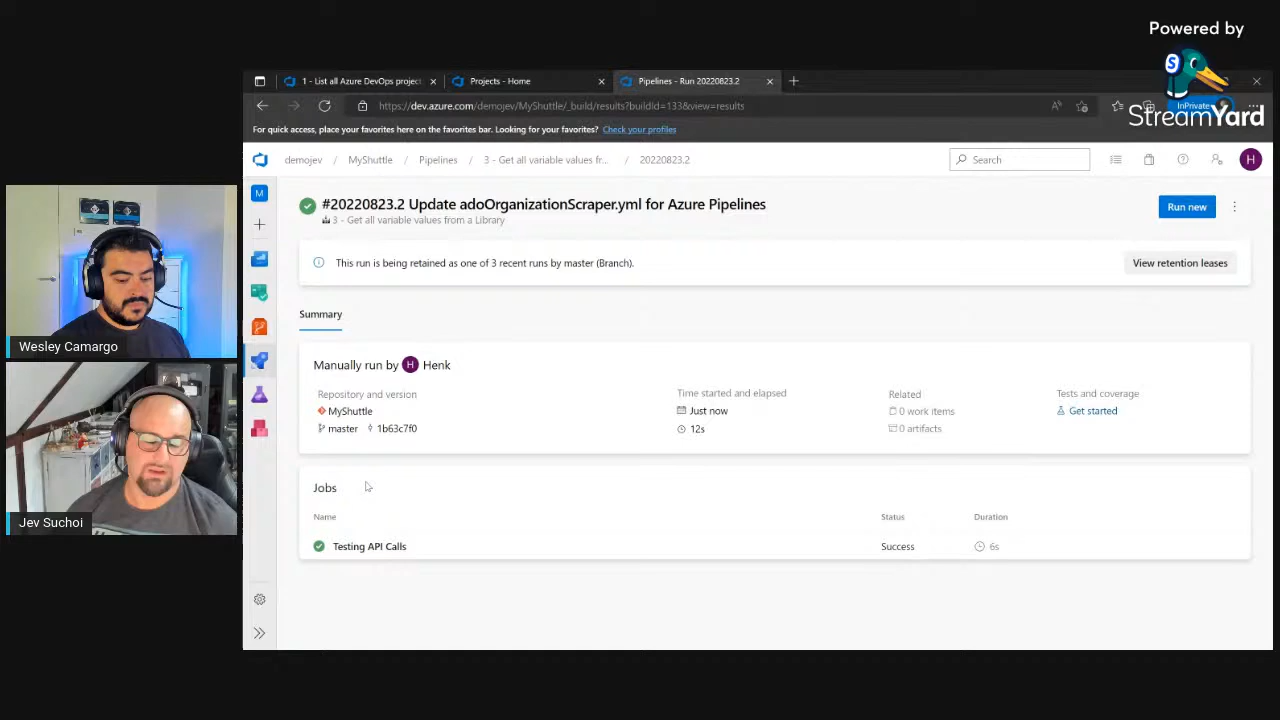 Powered by
StreamYard
1 - List all Azure DevOps project
Projects - Home
Pipelines - Run 20220823.2
https://dev.azure.com/demojev/MyShuttle/_build/results?buildId=133&view=results
InPrivate
For quick access, place your favorites here on the favorites bar. Looking for your favorites? Check your profiles
demojev / MyShuttle / Pipelines / 3 - Get all variable values fr... / 20220823.2
Search
H
M
#20220823.2 Update adoOrganizationScraper.yml for Azure Pipelines
3 - Get all variable values from a Library
Run new
This run is being retained as one of 3 recent runs by master (Branch).
View retention leases
Summary
Manually run by H Henk
Repository and version
MyShuttle
master 1b63c7f0
Time started and elapsed
Just now
12s
Related
0 work items
0 artifacts
Tests and coverage
Get started
Jobs
Name Status Duration
Testing API Calls Success 6s
Wesley Camargo
Jev Suchoi